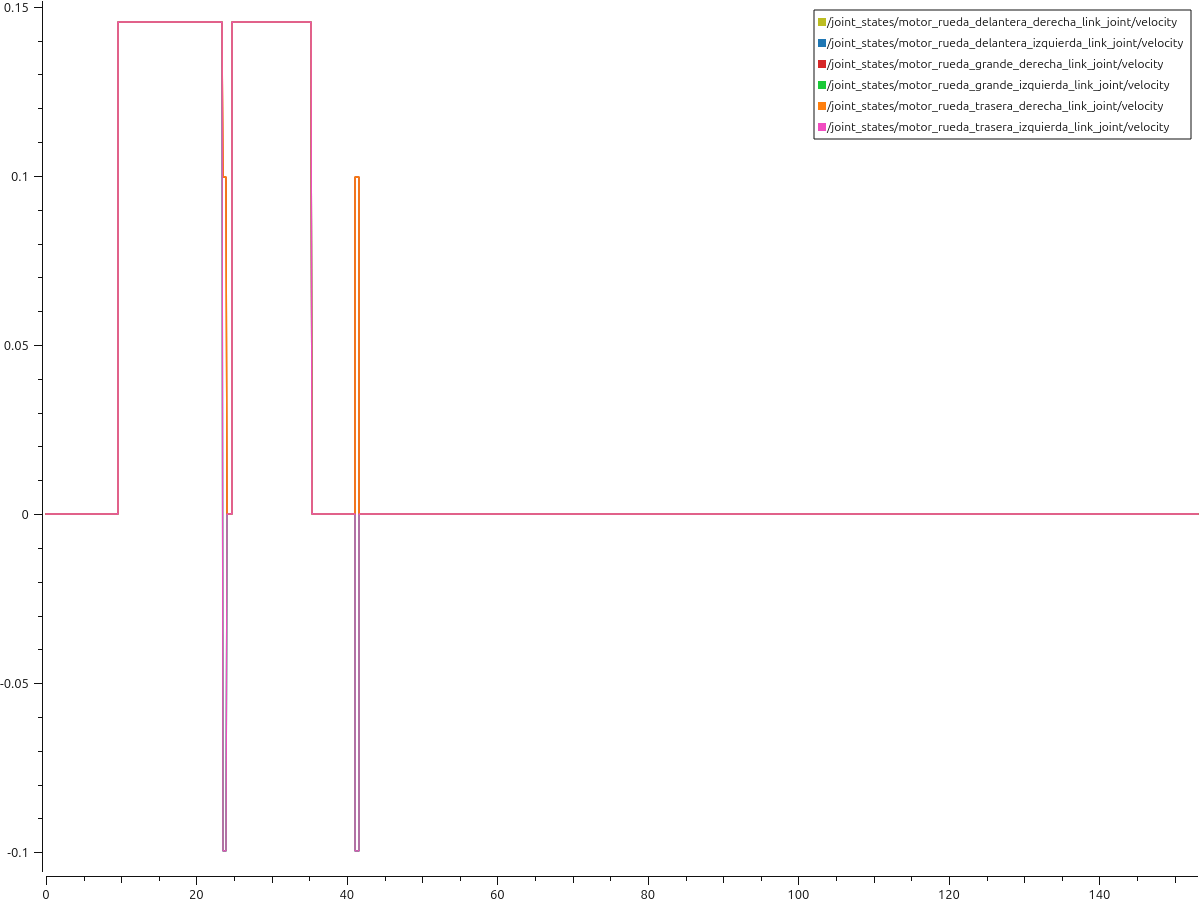 0.15
/joint_states/motor_rueda_delantera_derecha_link_joint/velocity
/joint_states/motor_rueda_delantera_izquierda_link_joint/velocity
/joint_states/motor_rueda_grande_derecha_link_joint/velocity
/joint_states/motor_rueda_grande_izquierda_link_joint/velocity
/joint_states/motor_rueda_trasera_derecha_link_joint/velocity
/joint_states/motor_rueda_trasera_izquierda_link_joint/velocity
0.1
0.05
0
-0.05
-0.1
0 20 40 60 80 100 120 140